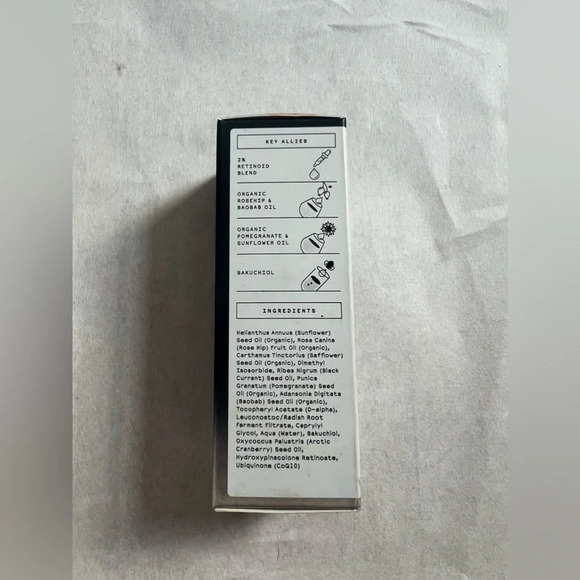 KEY ALLIES
2%
RETINOID
BLEND
ORGANIC
ROSEHIP &
BAOBAB OIL
ORGANIC
POMEGRANATE &
SUNFLOWER OIL
BAKUCHIOL
INGREDIENTS
Helianthus Annuus (Sunflower)
Seed Oil (Organic), Rosa Canina
(Rose Hip) Fruit Oil (Organic),
Carthamus Tinctorius (Safflower)
Seed Oil (Organic), Dimethyl
Isosorbide, Ribes Nigrum (Black
Currant) Seed Oil, Punica
Granatum (Pomegranate) Seed
Oil (Organic), Adansonia Digitata
(Baobab) Seed Oil (Organic),
Tocopheryl Acetate (D-alpha),
Leuconostoc/Radish Root
Ferment Filtrate, Caprylyl
Glycol, Aqua (Water), Bakuchiol,
Oxycoccus Palustris (Arctic
Cranberry) Seed Oil,
Hydroxypinacolone Retinoate,
Ubiquinone (CoQ10)